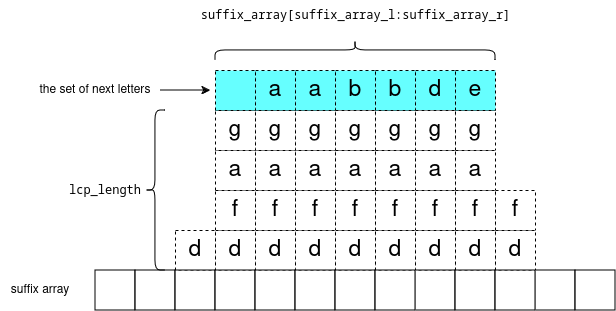 suffix_array[suffix_array_l:suffix_array_r]
the set of next letters
a a b b d e
g g g g g g g
a a a a a a a
lcp_length
f f f f f f f f
d d d d d d d d d
suffix array